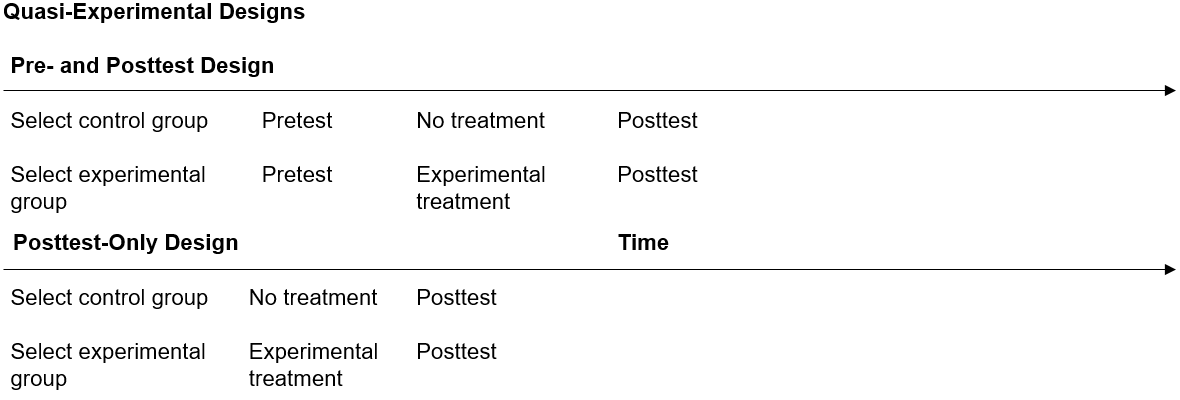 Quasi-Experimental Designs
Pre- and Posttest Design
Select control group Pretest No treatment Posttest
Select experimental group Pretest Experimental treatment Posttest
Posttest-Only Design Time
Select control group No treatment Posttest
Select experimental group Experimental treatment Posttest